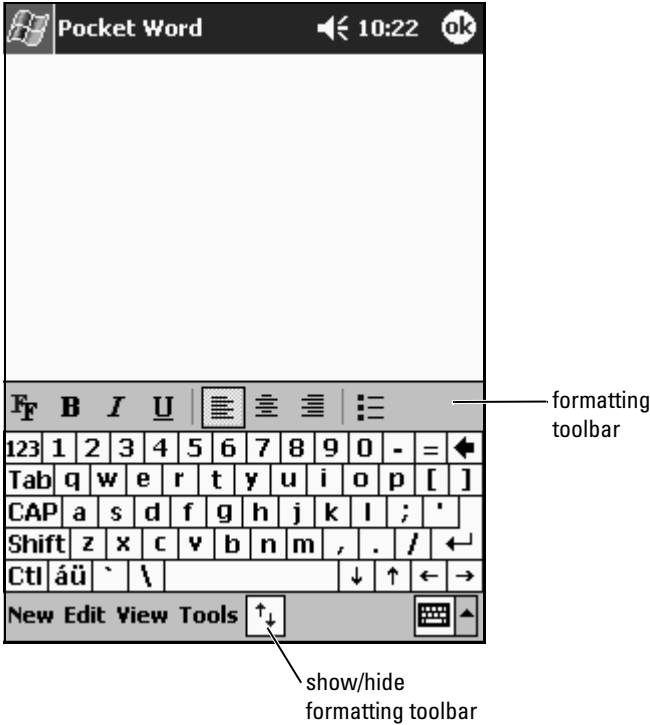 Pocket Word 10:22 ok
FF B I U
formatting
toolbar
123 1 2 3 4 5 6 7 8 9 0 - = 🡸
Tab q w e r t y u i o p [ ]
CAP a s d f g h j k l ; '
Shift z x c v b n m , . / ↵
Ctl áü ` \ ↓ ↑ ← →
New Edit View Tools ↑↓
show/hide
formatting toolbar